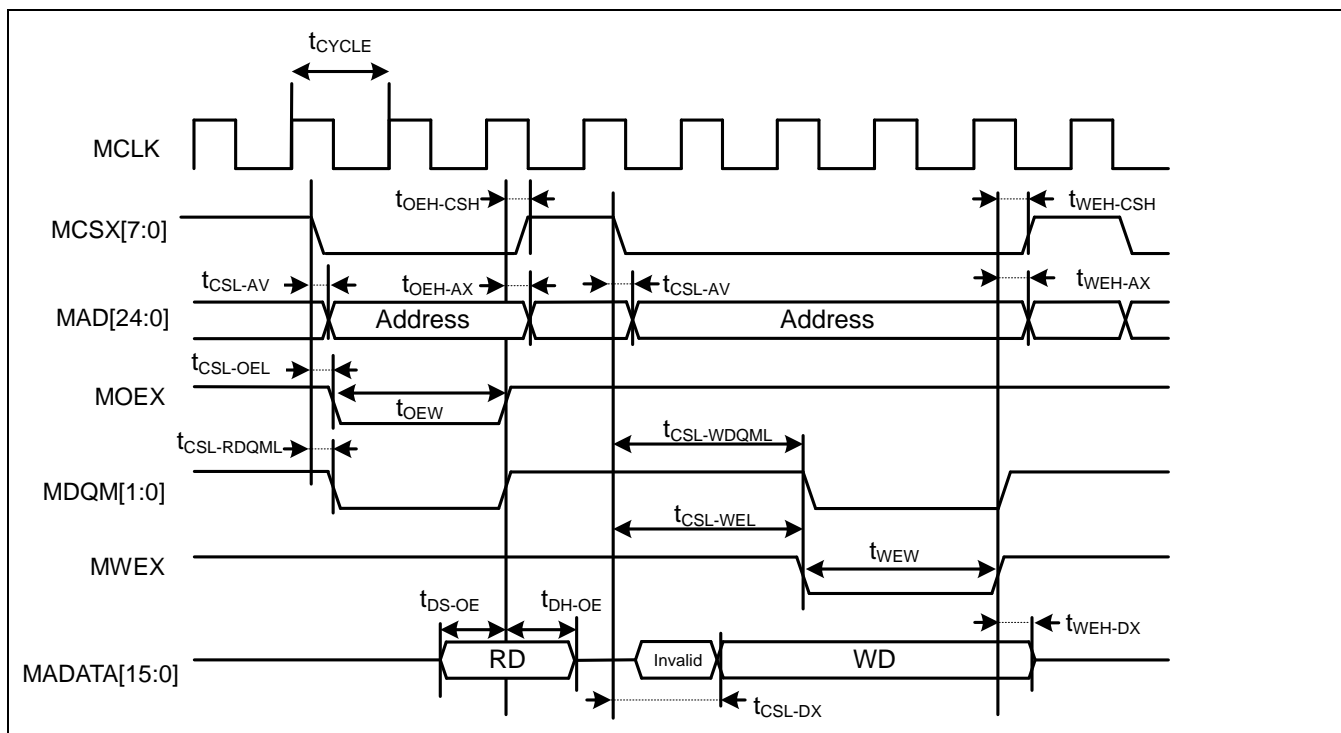 tCYCLE
MCLK
tOEH-CSH
tWEH-CSH
MCSX[7:0]
tCSL-AV
tOEH-AX
tCSL-AV
tWEH-AX
MAD[24:0]
Address
Address
tCSL-OEL
MOEX
tOEW
tCSL-WDQML
tCSL-RDQML
MDQM[1:0]
tCSL-WEL
MWEX
tWEW
tDS-OE
tDH-OE
tWEH-DX
MADATA[15:0]
RD
Invalid
WD
tCSL-DX